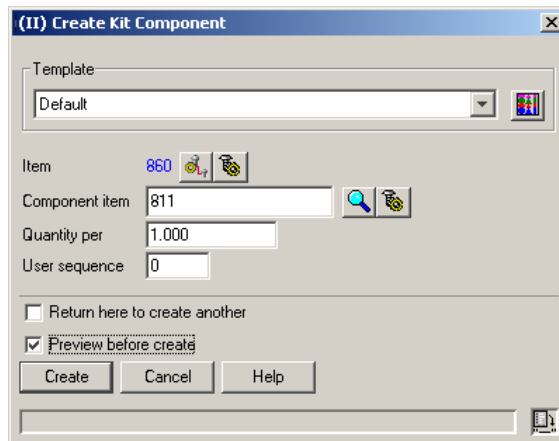 (II) Create Kit Component
Template
Default
Item 860
Component item 811
Quantity per 1.000
User sequence 0
Return here to create another
Preview before create
Create Cancel Help